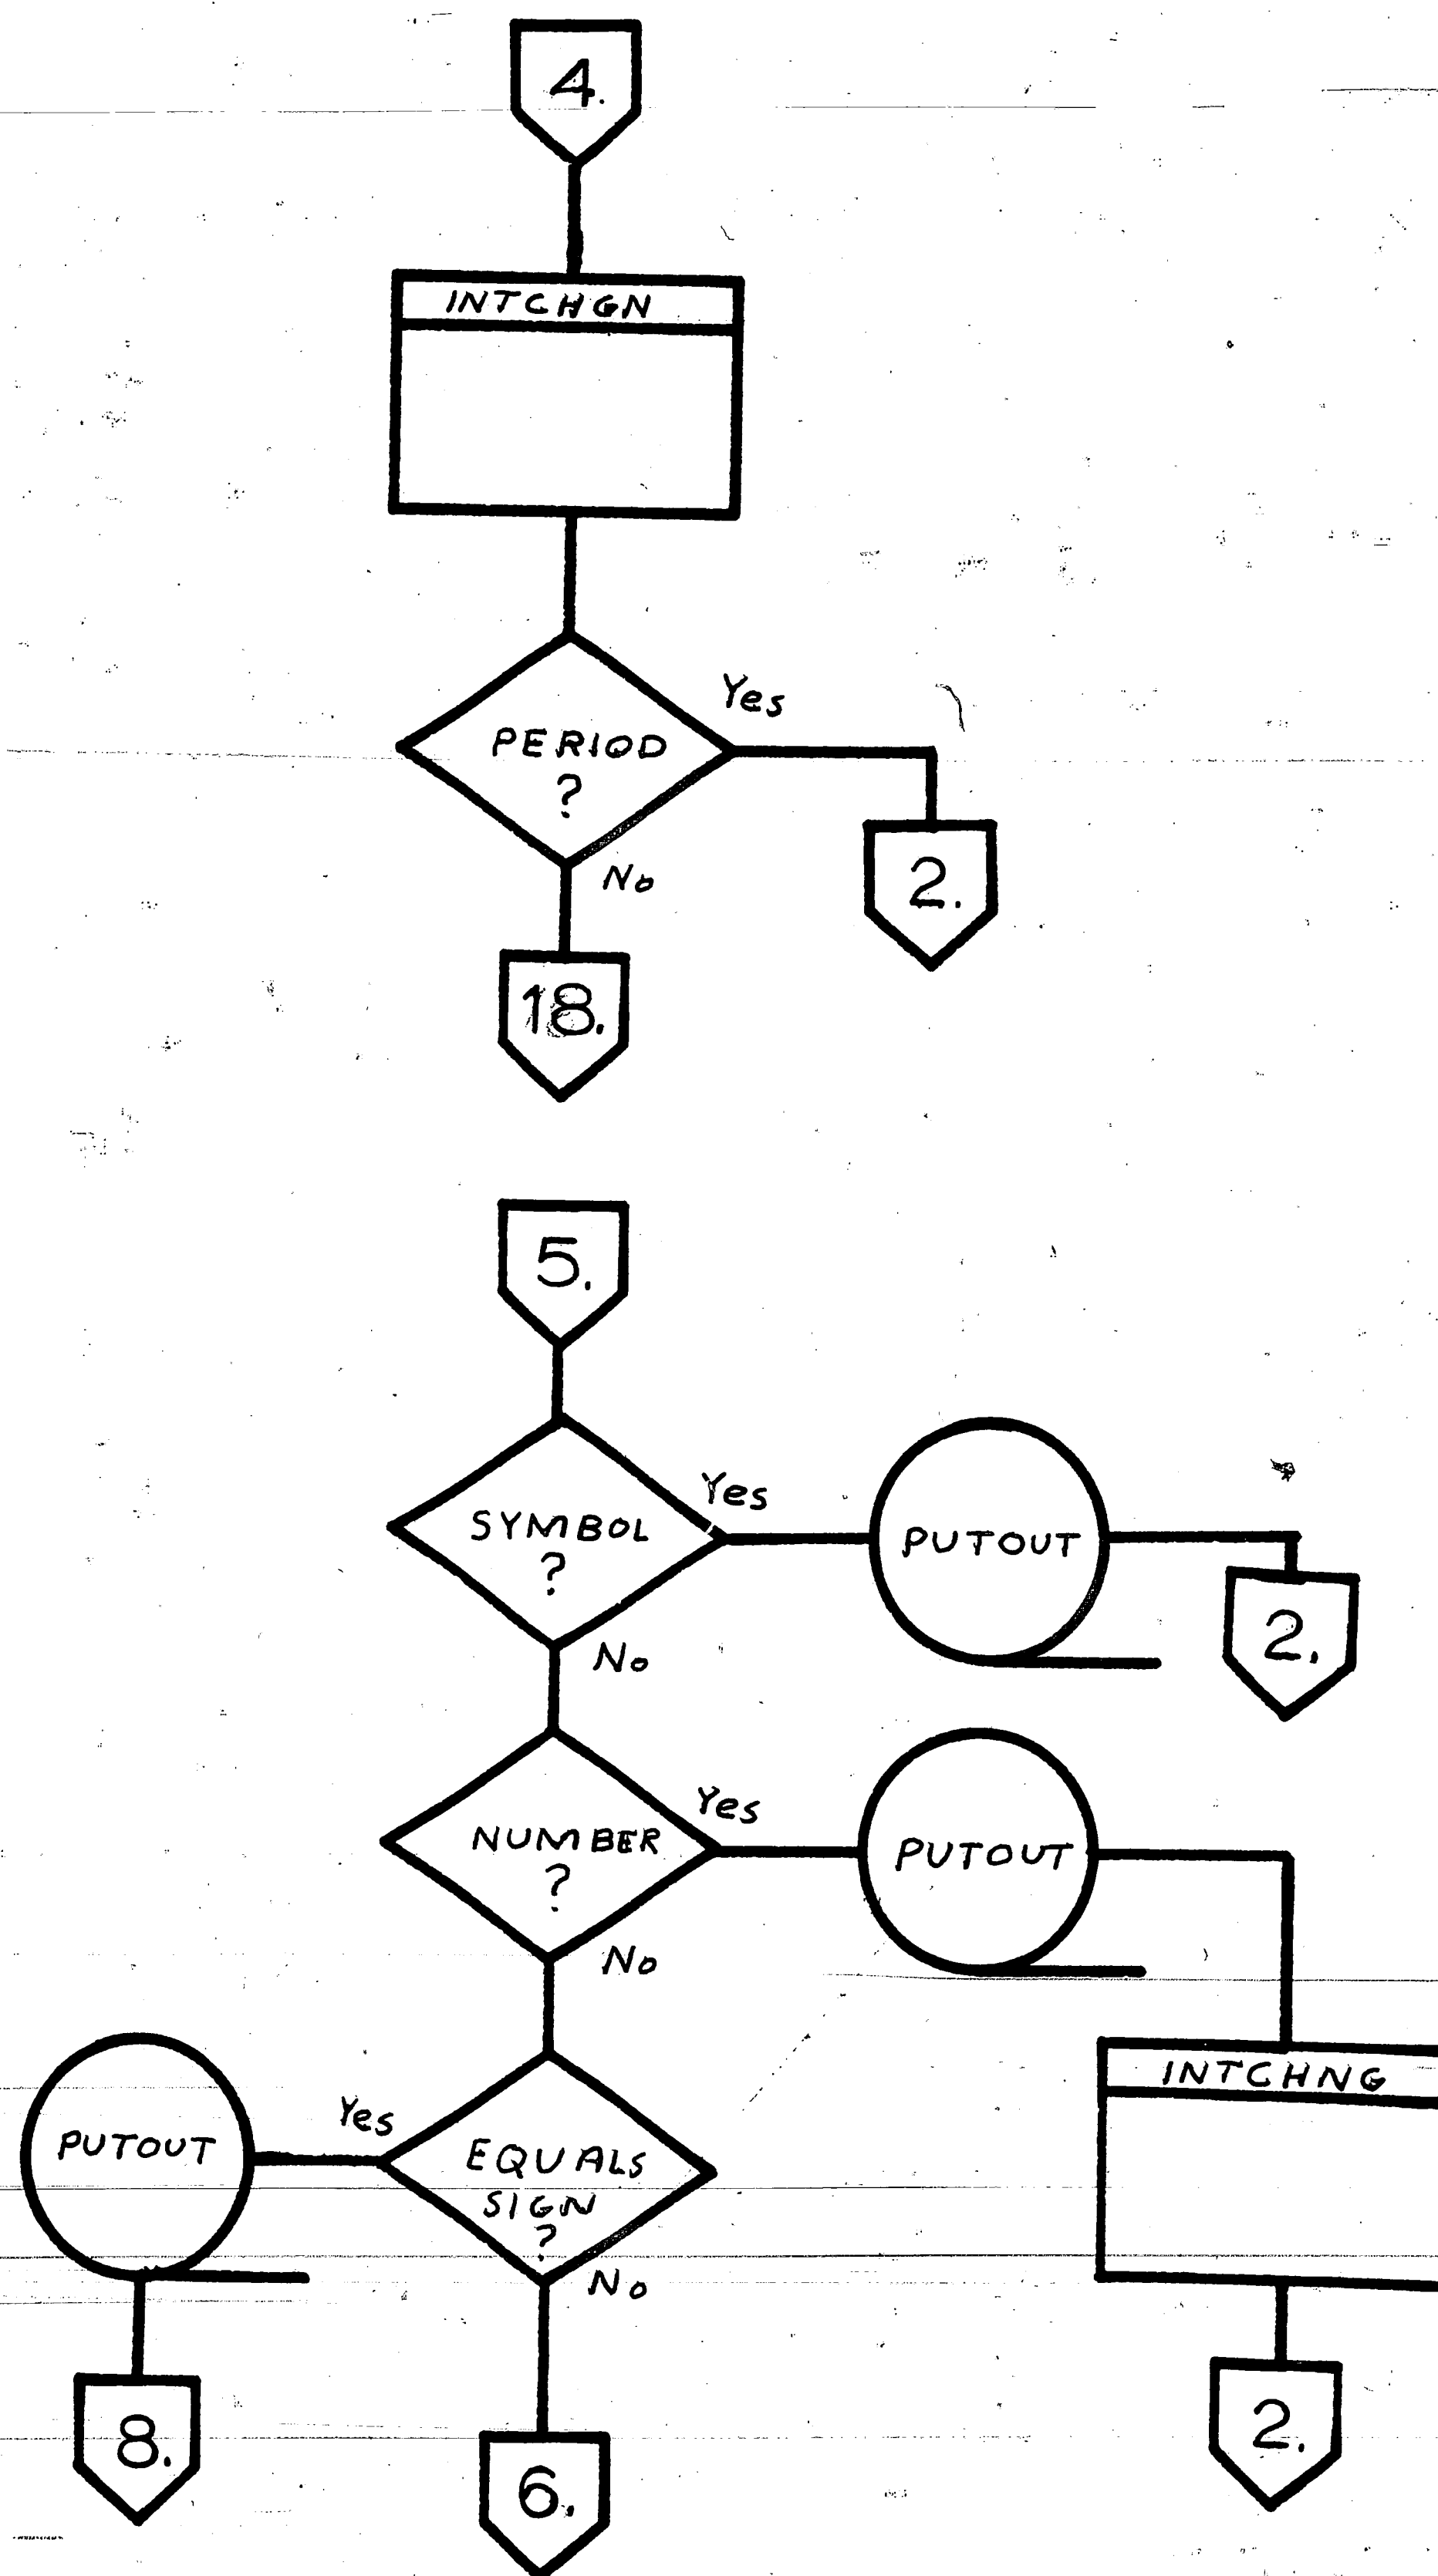 4.
INTCHGN
PERIOD
?
Yes
No
2.
18.
5.
SYMBOL
?
Yes
PUTOUT
2.
No
NUMBER
?
Yes
PUTOUT
No
INTCHNG
2.
EQUALS
SIGN
?
Yes
PUTOUT
8.
No
6.